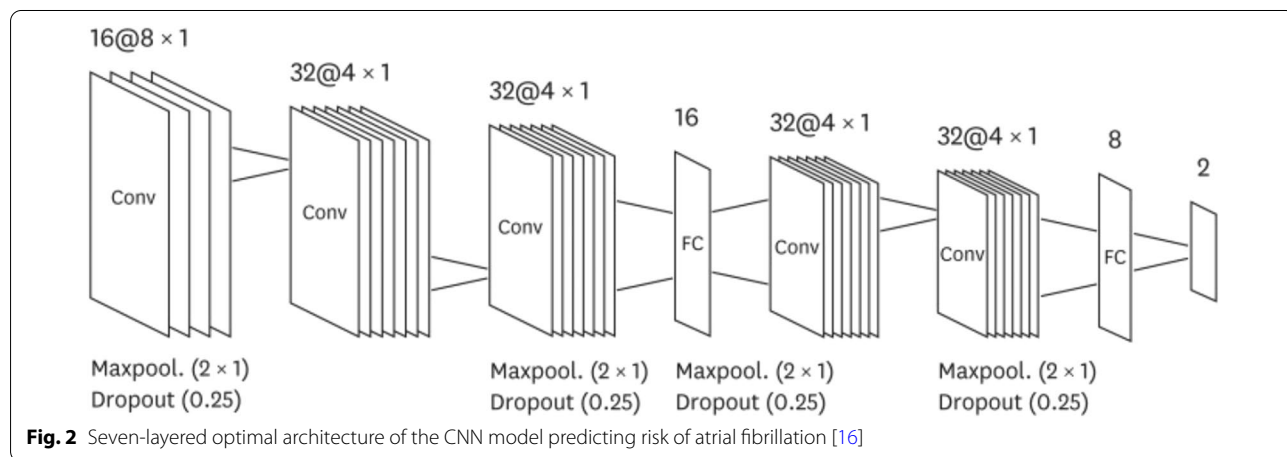 16@8 × 1
32@4 × 1
32@4 × 1
16
32@4 × 1
32@4 × 1
8
2
Conv
Conv
Conv
FC
Conv
Conv
FC
Maxpool. (2 × 1)
Dropout (0.25)
Maxpool. (2 × 1)
Dropout (0.25)
Maxpool. (2 × 1)
Dropout (0.25)
Maxpool. (2 × 1)
Dropout (0.25)
Fig. 2 Seven-layered optimal architecture of the CNN model predicting risk of atrial fibrillation [16]